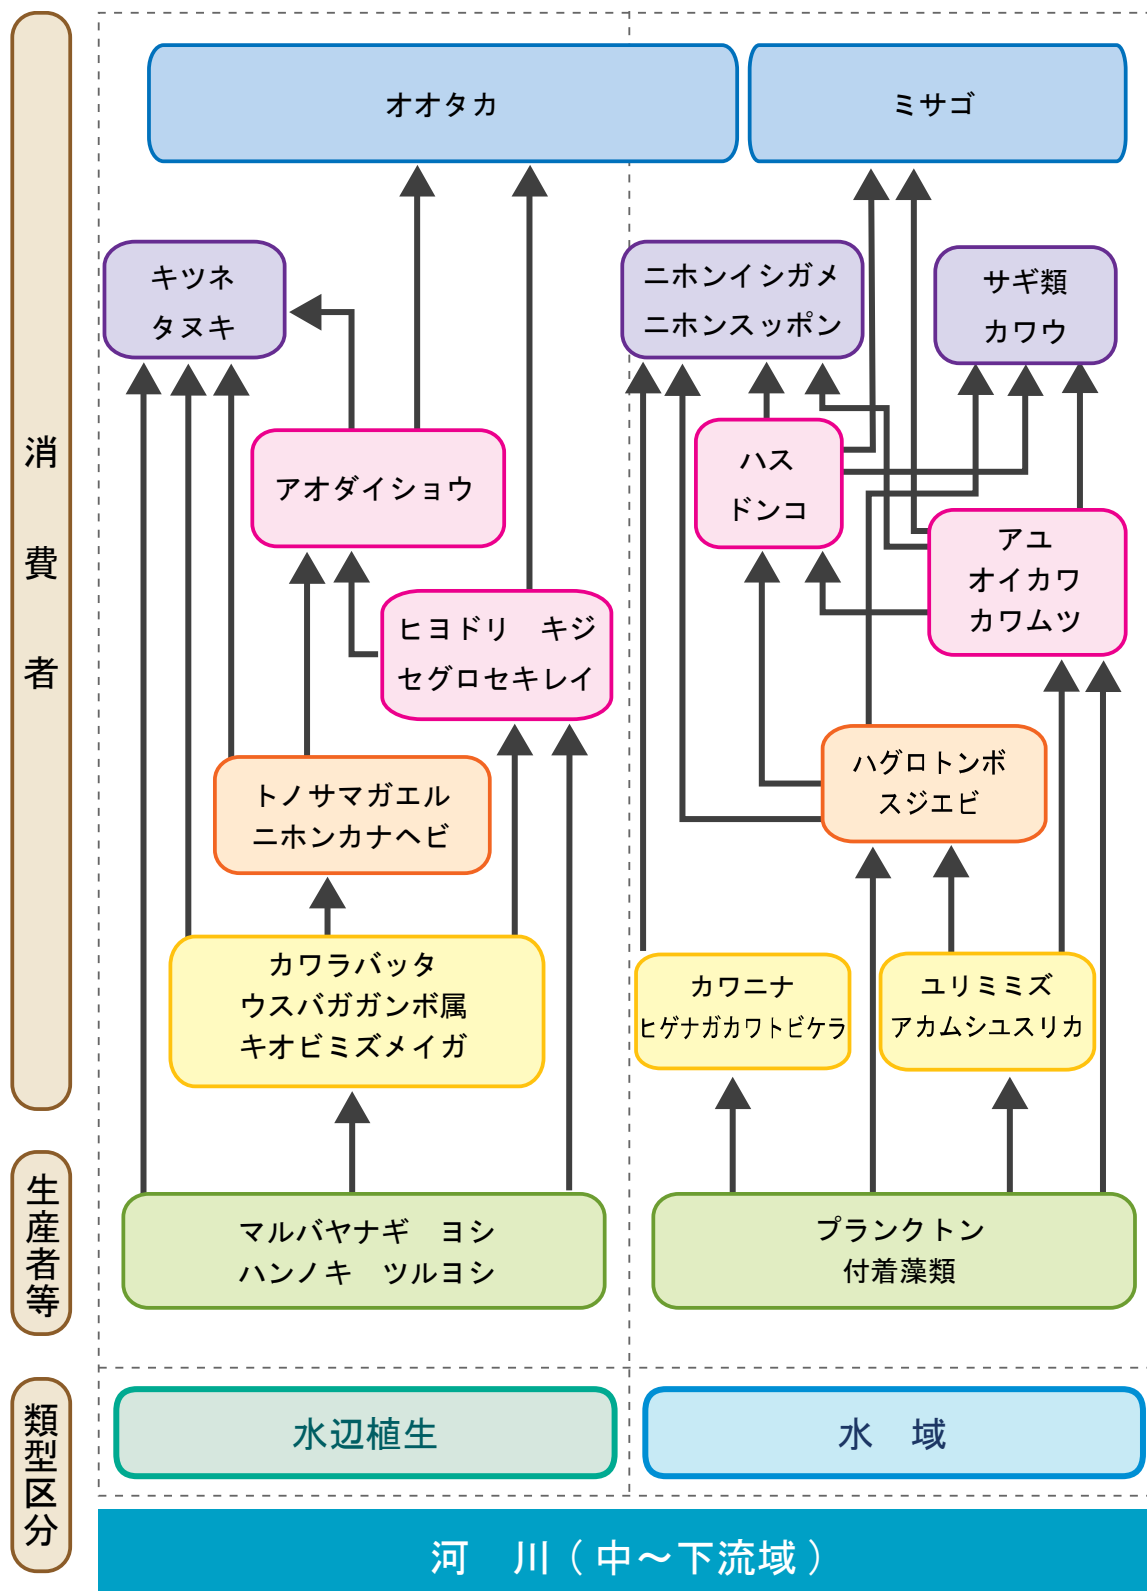 オオタカ
ミサゴ
キツネ
タヌキ
ニホンイシガメ
ニホンスッポン
サギ類
カワウ
アオダイショウ
ハス
ドンコ
アユ
オイカワ
カワムツ
ヒヨドリ　キジ
セグロセキレイ
トノサマガエル
ニホンカナヘビ
ハグロトンボ
スジエビ
カワラバッタ
ウスバガガンボ属
キオビミズメイガ
カワニナ
ヒゲナガカワトビケラ
ユリミミズ
アカムシユスリカ
マルバヤナギ　ヨシ
ハンノキ　ツルヨシ
プランクトン
付着藻類
消費者
生産者等
類型区分
水辺植生
水　域
河　川（中～下流域）